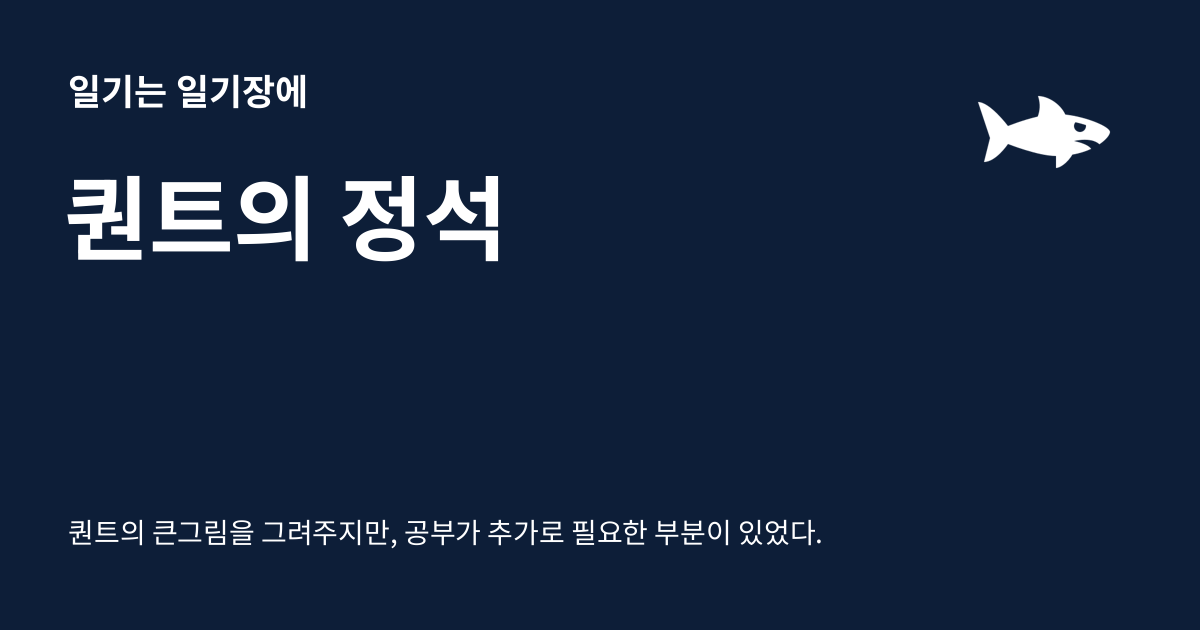 일기는 일기장에
퀀트의 정석
퀀트의 큰그림을 그려주지만, 공부가 추가로 필요한 부분이 있었다.